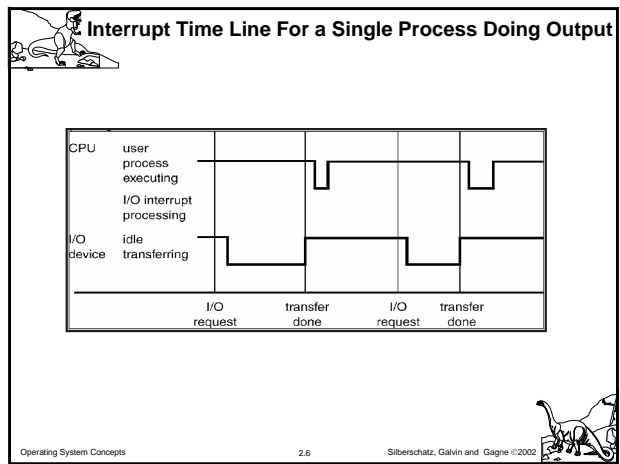 Interrupt Time Line For a Single Process Doing Output
CPU user
process
executing
I/O interrupt
processing
I/O idle
device transferring
I/O transfer I/O transfer
request done request done
Operating System Concepts 2.6 Silberschatz, Galvin and Gagne ©2002